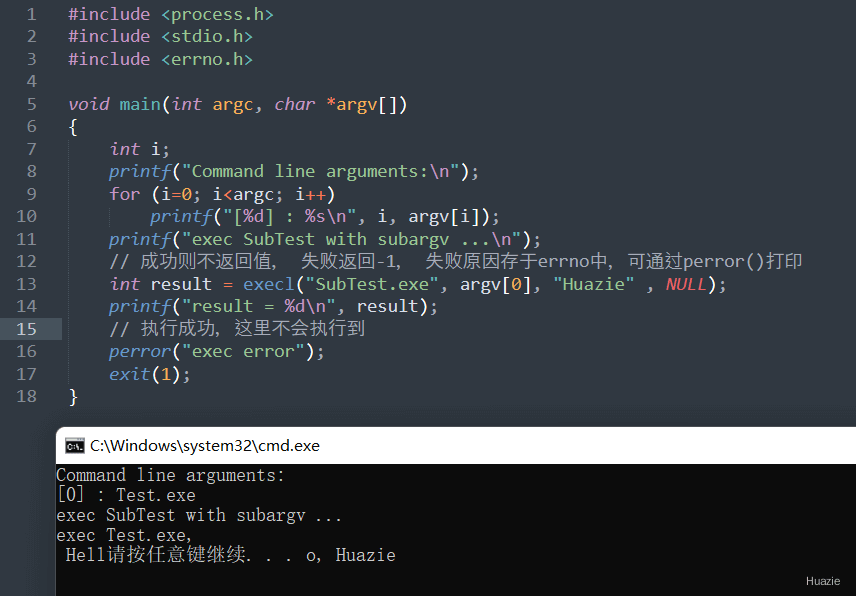 1 #include <process.h>
2 #include <stdio.h>
3 #include <errno.h>
4
5 void main(int argc, char *argv[])
6 {
7 int i;
8 printf("Command line arguments:\n");
9 for (i=0; i<argc; i++)
10 printf("[%d] : %s\n", i, argv[i]);
11 printf("exec SubTest with subargv ...\n");
12 // 成功则不返回值, 失败返回-1, 失败原因存于errno中, 可通过perror()打印
13 int result = execl("SubTest.exe", argv[0], "Huazie" , NULL);
14 printf("result = %d\n", result);
15 // 执行成功, 这里不会执行到
16 perror("exec error");
17 exit(1);
18 }
C:\Windows\system32\cmd.exe
Command line arguments:
[0] : Test.exe
exec SubTest with subargv ...
exec Test.exe,
Hell请按任意键继续. . . o, Huazie
Huazie